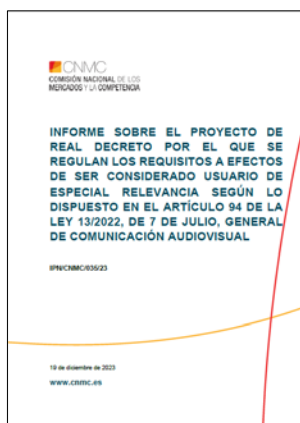 CNMC
COMISIÓN NACIONAL DE LOS
MERCADOS Y LA COMPETENCIA
INFORME SOBRE EL PROYECTO DE
REAL DECRETO POR EL QUE SE
REGULAN LOS REQUISITOS A EFECTOS
DE SER CONSIDERADO USUARIO DE
ESPECIAL RELEVANCIA SEGÚN LO
DISPUESTO EN EL ARTÍCULO 94 DE LA
LEY 13/2022, DE 7 DE JULIO, GENERAL
DE COMUNICACIÓN AUDIOVISUAL
IPN/CNMC/036/23
19 de diciembre de 2023
www.cnmc.es